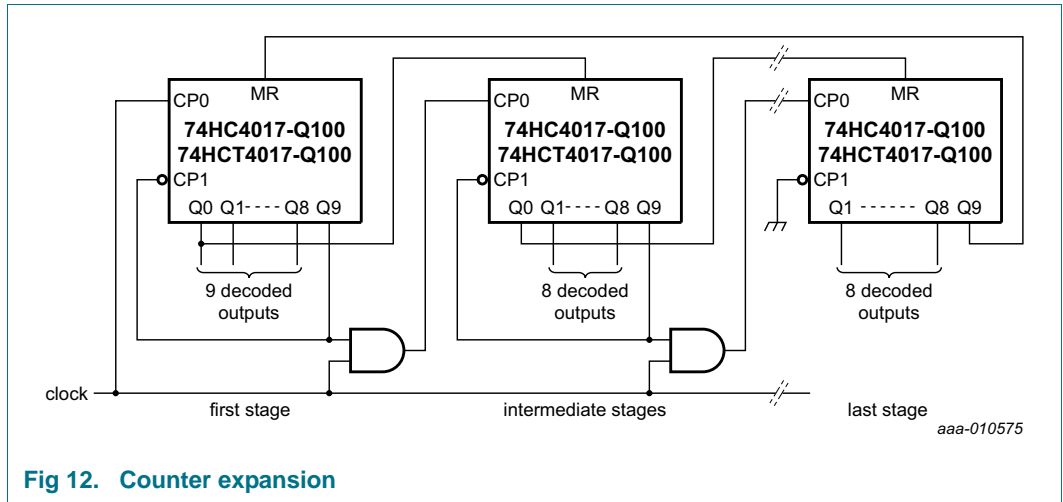 CP0 MR
74HC4017-Q100
74HCT4017-Q100
CP1
Q0 Q1 - - - - Q8 Q9
9 decoded
outputs
CP0 MR
74HC4017-Q100
74HCT4017-Q100
CP1
Q0 Q1 - - - - Q8 Q9
8 decoded
outputs
CP0 MR
74HC4017-Q100
74HCT4017-Q100
CP1
Q1 - - - - - - Q8 Q9
8 decoded
outputs
clock
first stage
intermediate stages
last stage
aaa-010575
Fig 12. Counter expansion